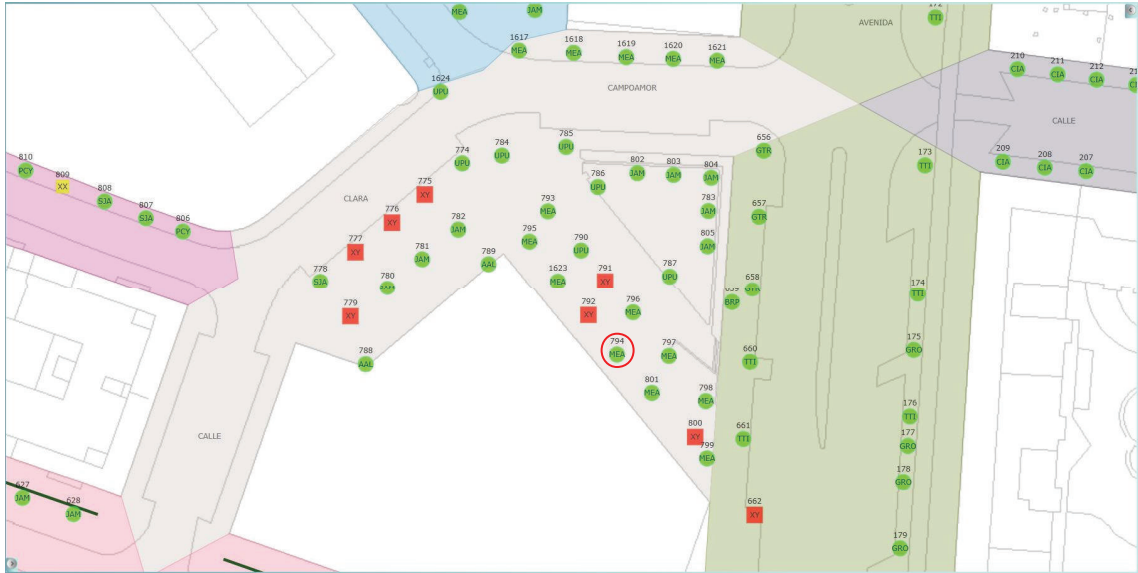 MEA
JAM
171
TTI
AVENIDA
1617
MEA
1618
MEA
1619
MEA
1620
MEA
1621
MEA
1624
UPU
CAMPOAMOR
210
CIA
211
CIA
212
CIA
CALLE
209
CIA
208
CIA
207
CIA
656
GTR
173
TTI
785
UPU
784
UPU
774
UPU
802
JAM
803
JAM
804
JAM
786
UPU
775
XY
810
PCY
809
XX
808
SJA
807
SJA
806
PCY
CLARA
776
XY
793
MEA
783
JAM
657
GTR
782
JAM
795
MEA
790
UPU
805
JAM
777
XY
781
JAM
789
AAL
778
SJA
780
1623
MEA
791
XY
787
UPU
658
GTR
659
BRP
174
TTI
779
XY
792
XY
796
MEA
794
MEA
797
MEA
660
TTI
175
GRO
788
AAL
801
MEA
798
MEA
176
TTI
CALLE
800
XY
661
TTI
177
GRO
799
MEA
178
GRO
627
JAM
628
JAM
662
XY
179
GRO